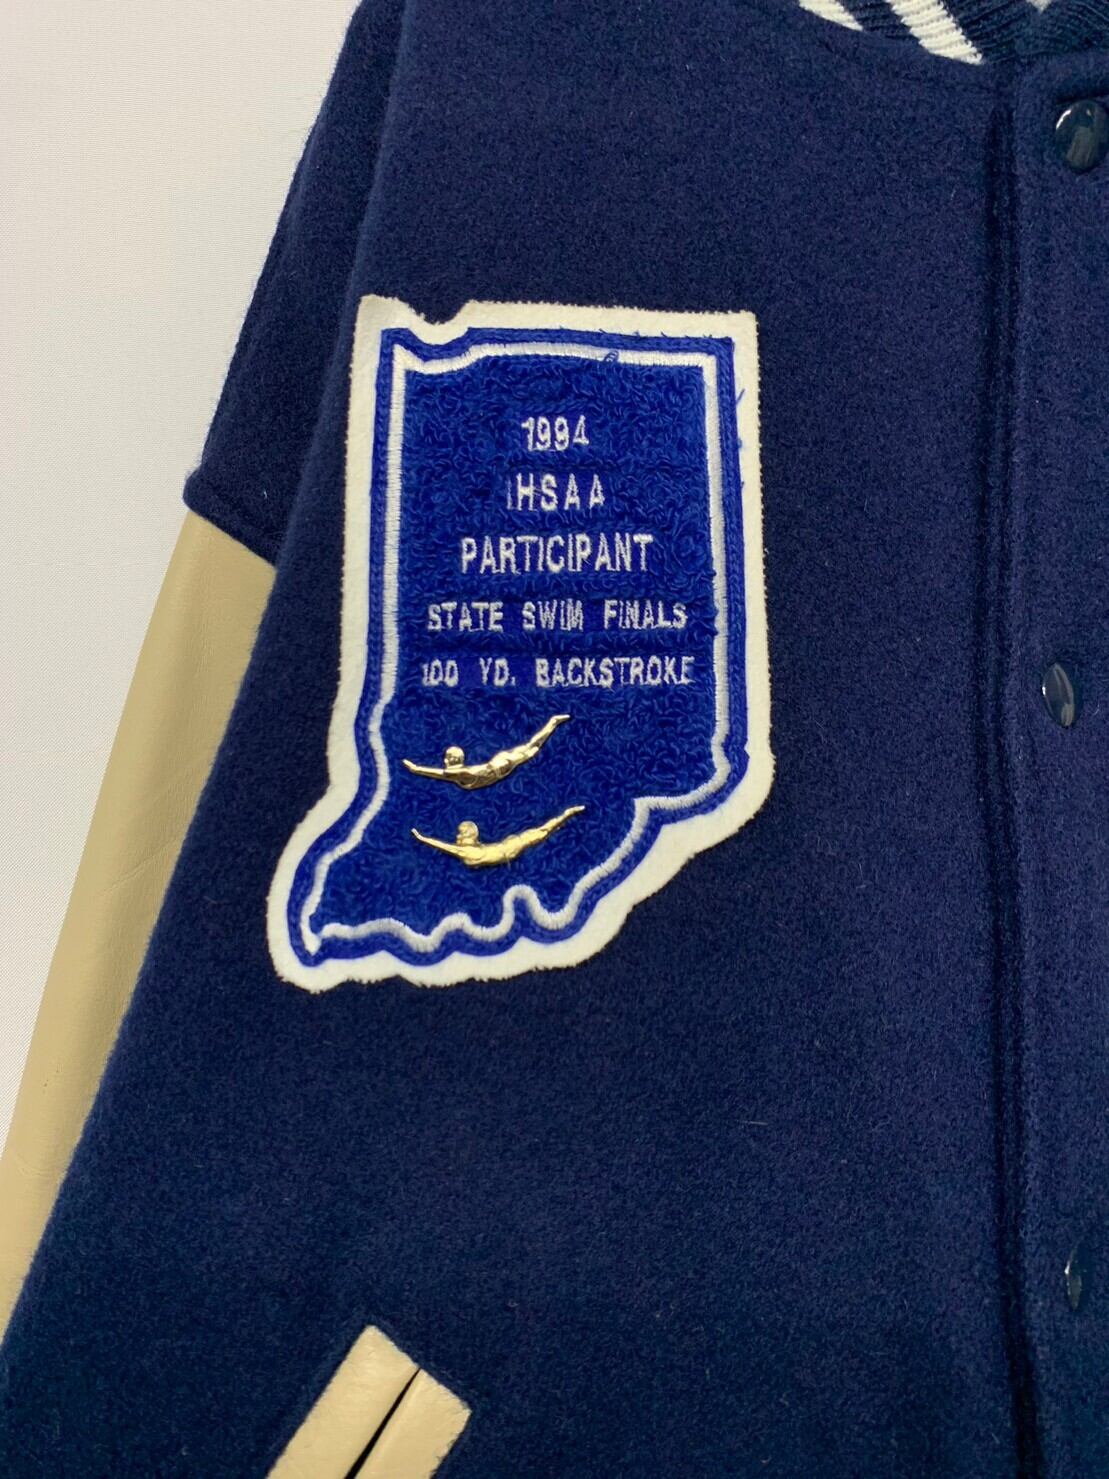 1994
IHSAA
PARTICIPANT
STATE SWIM FINALS
100 YD. BACKSTROKE